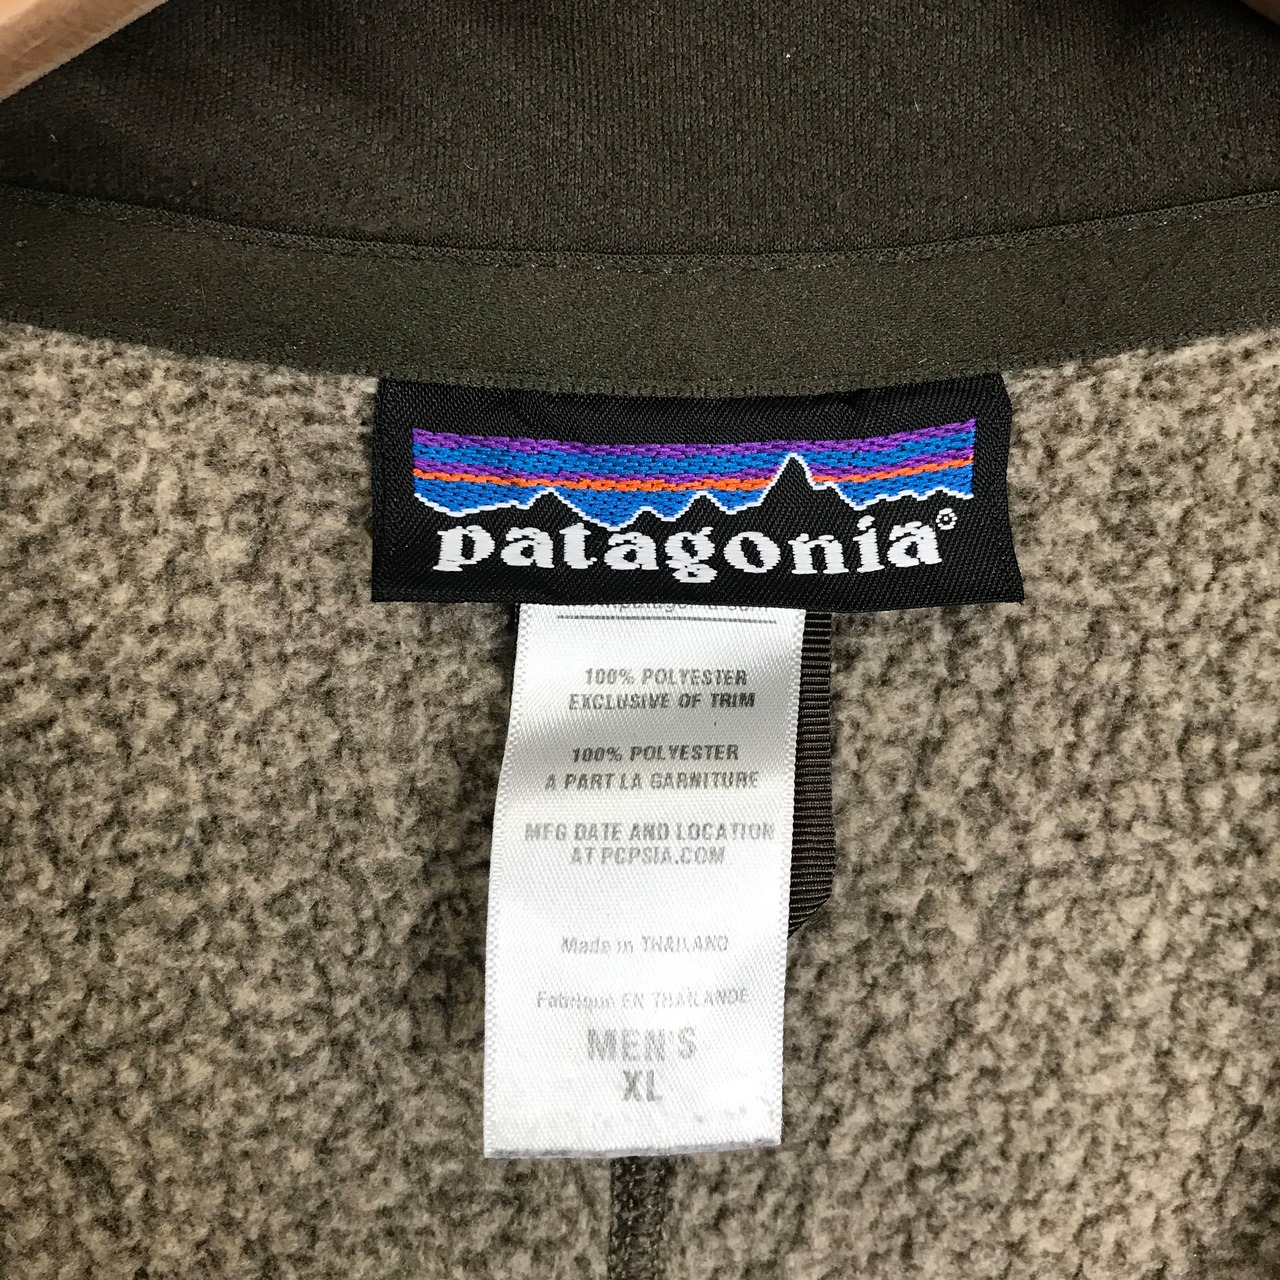 patagonia®
100% POLYESTER
EXCLUSIVE OF TRIM
100% POLYESTER
A PART LA GARNITURE
MFG DATE AND LOCATION
AT PCPSIA.COM
Made in THAILAND
Fabrique EN THAILANDE
MEN'S
XL